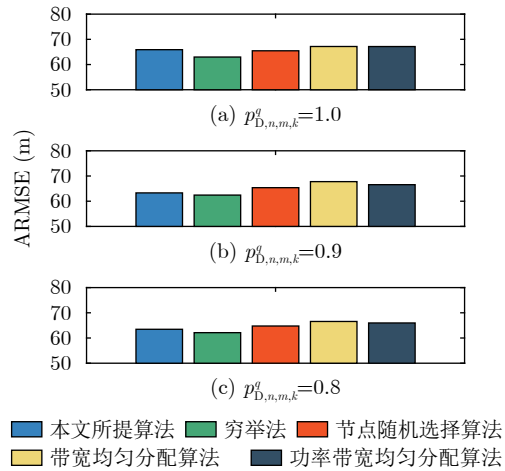 80
70
60
50
(a) p^q_{D,n,m,k}=1.0
ARMSE (m)
80
70
60
50
(b) p^q_{D,n,m,k}=0.9
80
70
60
50
(c) p^q_{D,n,m,k}=0.8
本文所提算法 穷举法 节点随机选择算法
带宽均匀分配算法 功率带宽均匀分配算法